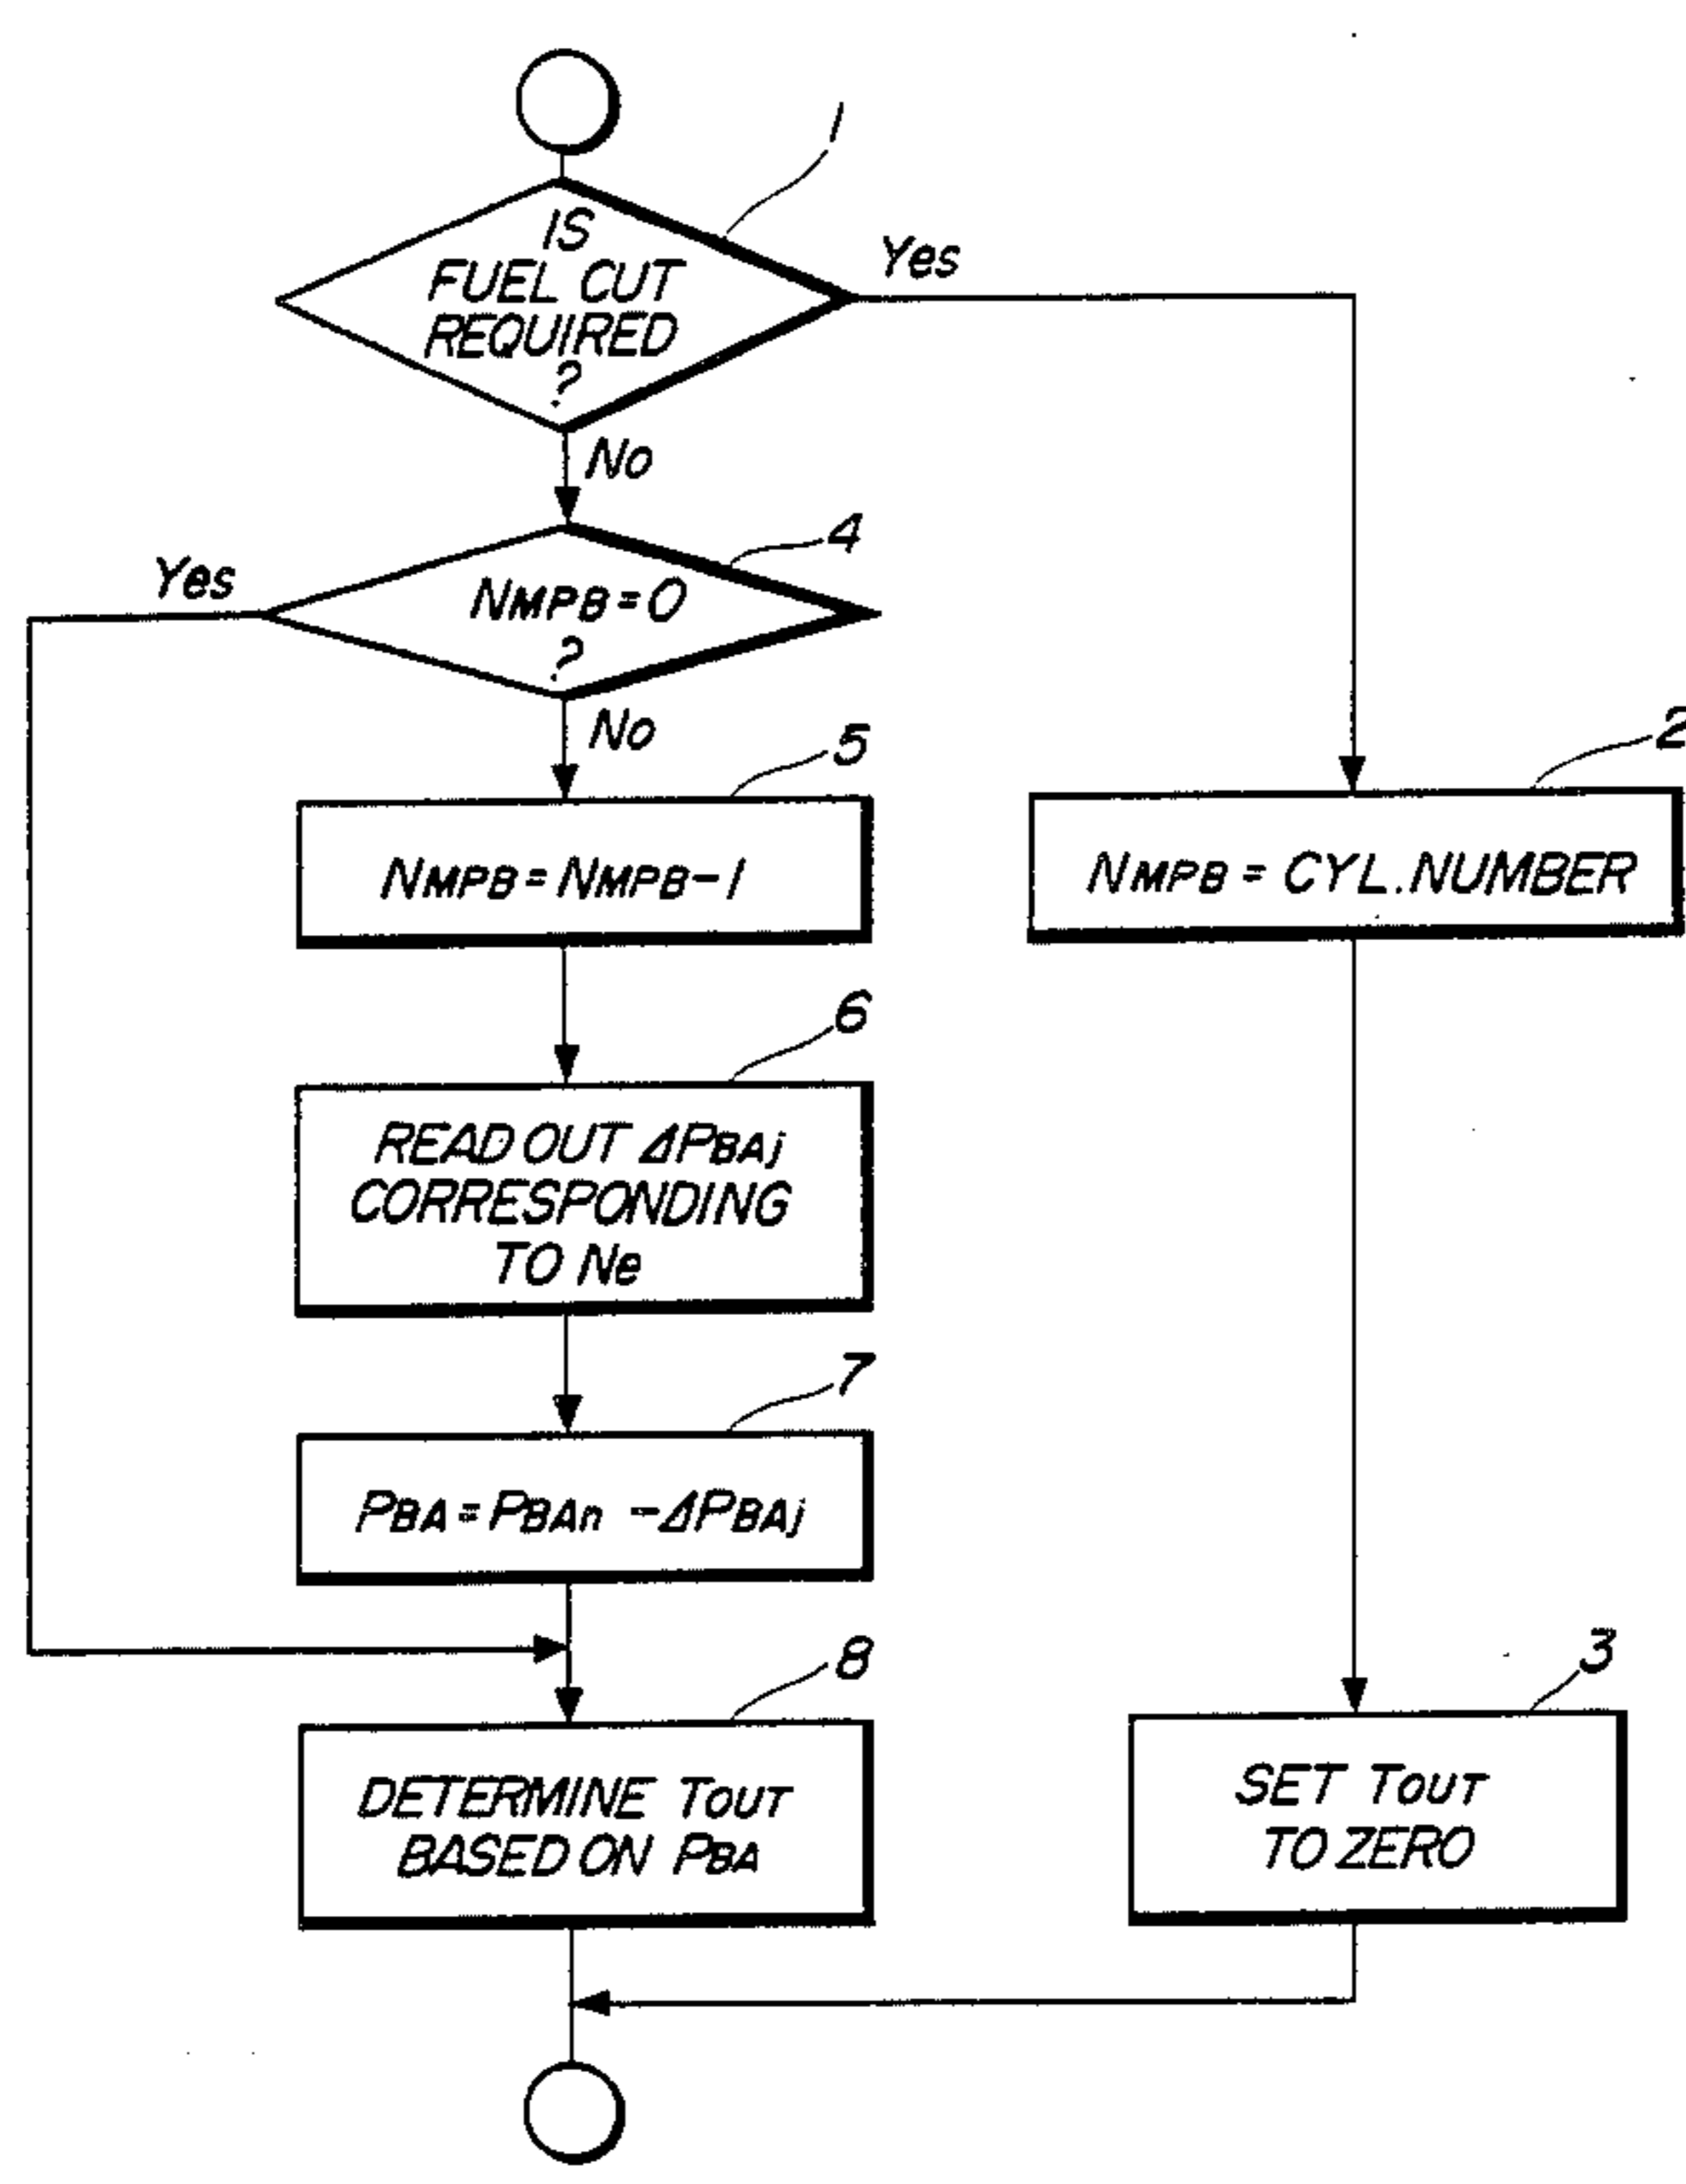 1
IS
FUEL CUT
REQUIRED
?
Yes
No
4
NMPB=0
?
Yes
No
5
NMPB=NMPB-1
2
NMPB = CYL.NUMBER
6
READ OUT ΔPBAj
CORRESPONDING
TO Ne
7
PBA=PBAn -ΔPBAj
8
DETERMINE TOUT
BASED ON PBA
3
SET TOUT
TO ZERO